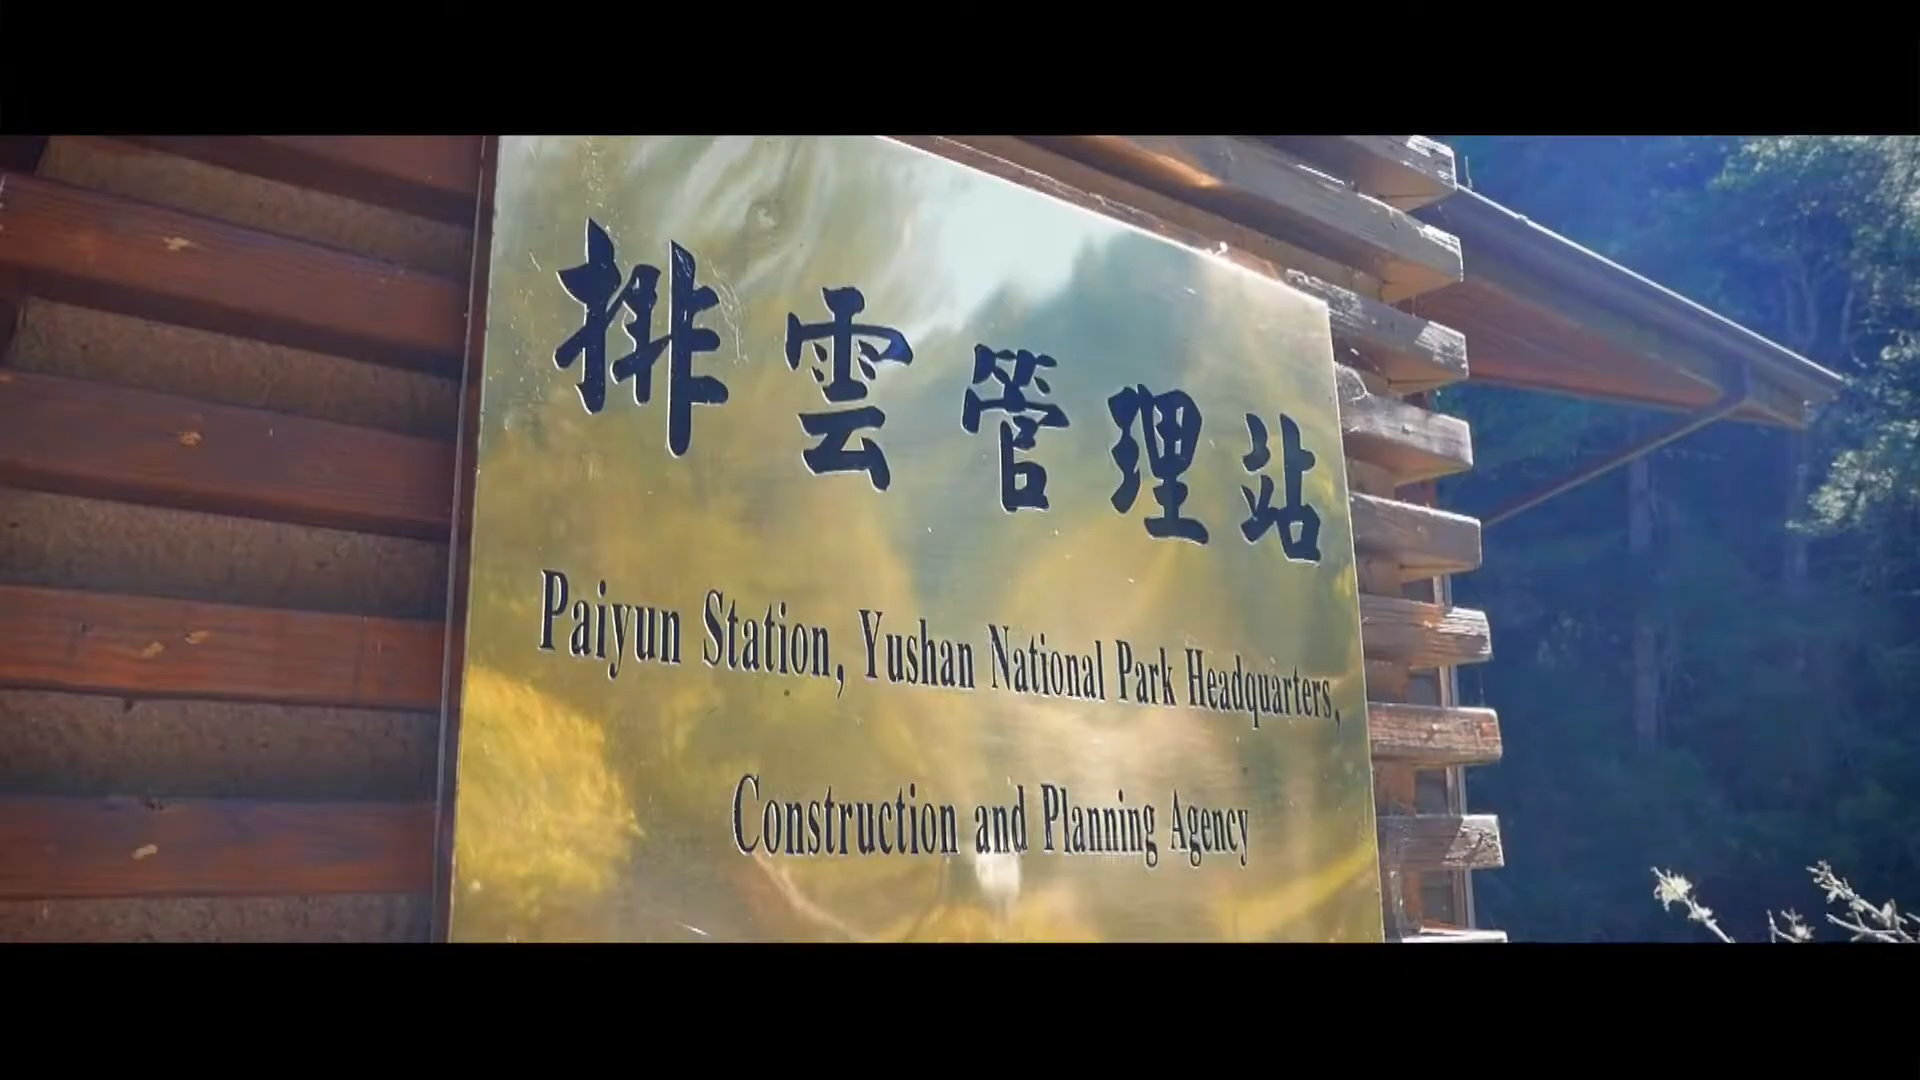 排雲管理站
Paiyun Station, Yushan National Park Headquarters,
Construction and Planning Agency